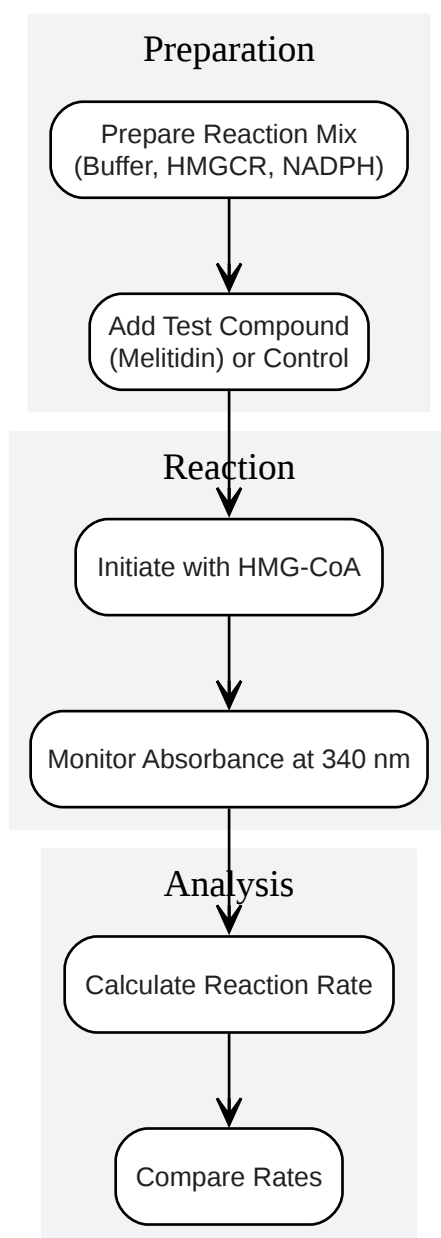 Preparation
Prepare Reaction Mix
(Buffer, HMGCR, NADPH)
Add Test Compound
(Melitidin) or Control
Reaction
Initiate with HMG-CoA
Monitor Absorbance at 340 nm
Analysis
Calculate Reaction Rate
Compare Rates